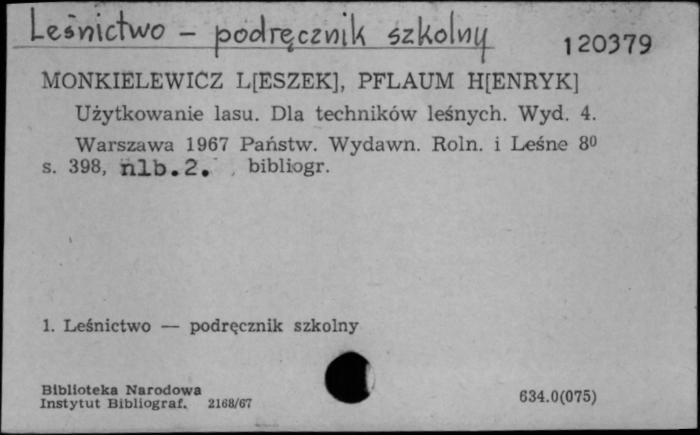 Leśnictwo - podręcznik szkolny
120379
MONKIELEWICZ L[ESZEK], PFLAUM H[ENRYK]
Użytkowanie lasu. Dla techników leśnych. Wyd. 4.
Warszawa 1967 Państw. Wydawn. Roln. i Leśne 8⁰
s. 398, nlb.2. bibliogr.
1. Leśnictwo — podręcznik szkolny
Biblioteka Narodowa
Instytut Bibliograf. 2168/67
634.0(075)